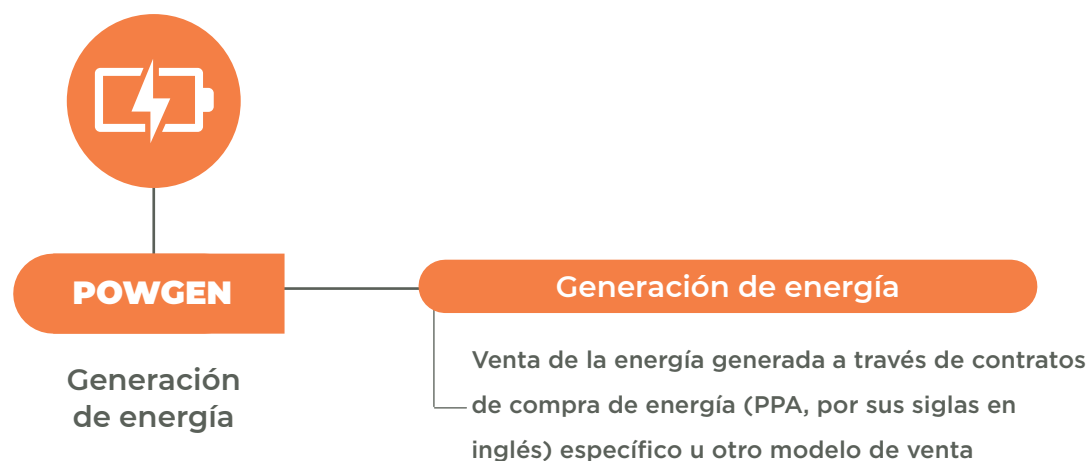 POWGEN
Generación
de energía
Generación de energía
Venta de la energía generada a través de contratos
de compra de energía (PPA, por sus siglas en
inglés) específico u otro modelo de venta